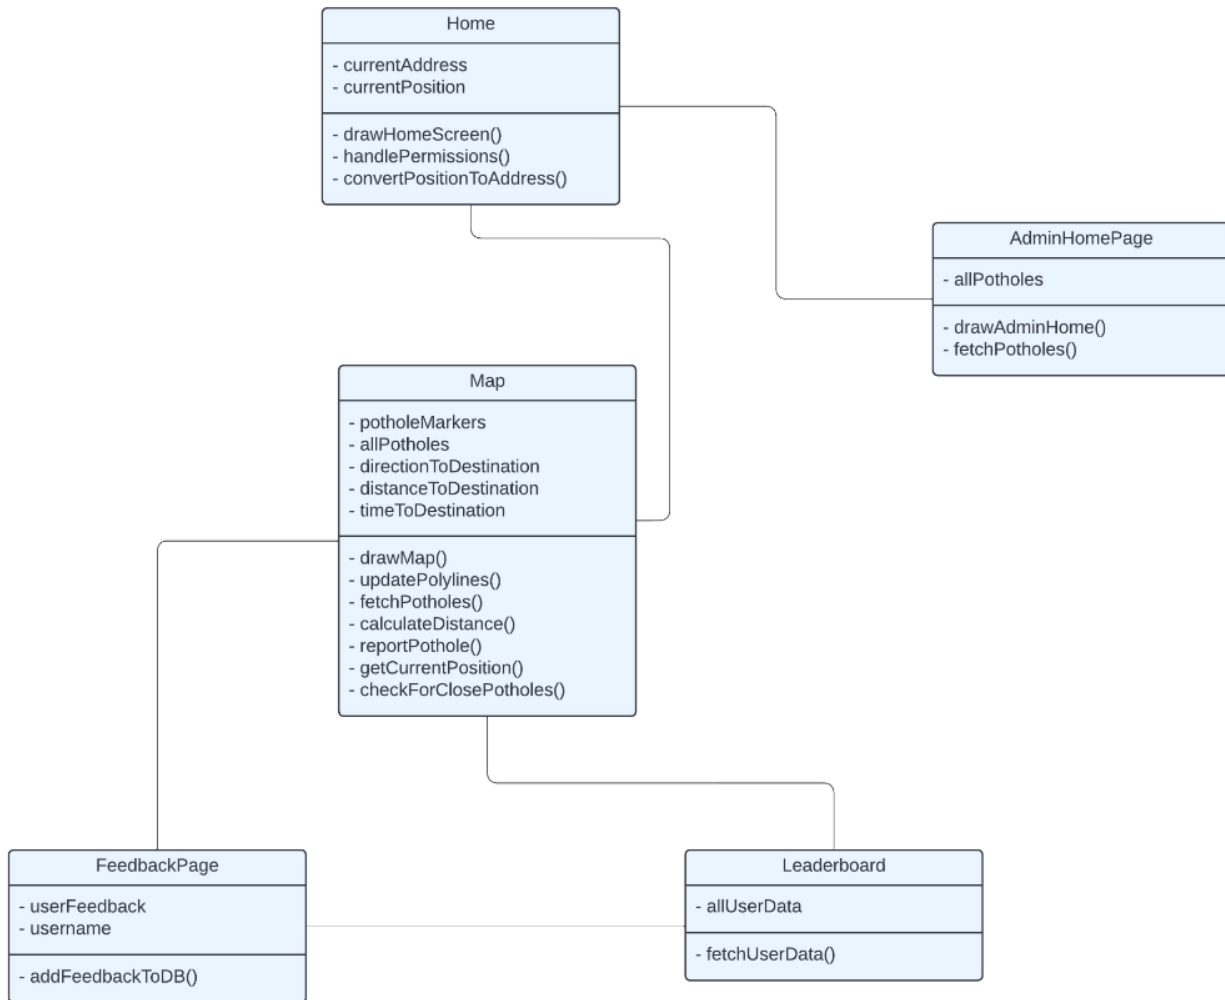 Home
- currentAddress
- currentPosition
- drawHomeScreen()
- handlePermissions()
- convertPositionToAddress()
AdminHomePage
- allPotholes
- drawAdminHome()
- fetchPotholes()
Map
- potholeMarkers
- allPotholes
- directionToDestination
- distanceToDestination
- timeToDestination
- drawMap()
- updatePolylines()
- fetchPotholes()
- calculateDistance()
- reportPothole()
- getCurrentPosition()
- checkForClosePotholes()
FeedbackPage
- userFeedback
- username
- addFeedbackToDB()
Leaderboard
- allUserData
- fetchUserData()